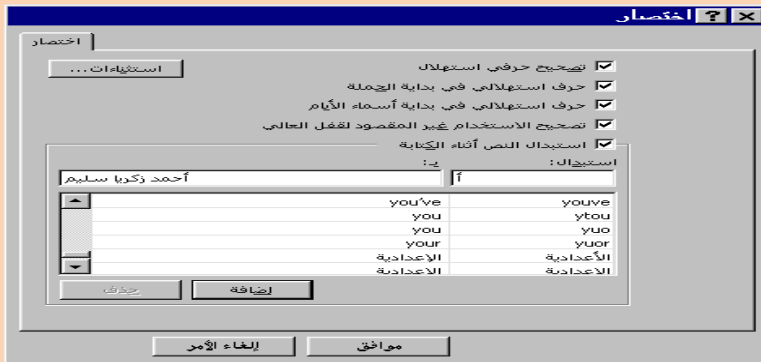 اختصار
اختصار
استثناءات...
تصحيح حرفي استهلال
حرف استهلالي في بداية الجملة
حرف استهلالي في بداية أسماء الأيام
تصحيح الاستخدام غير المقصود لقفل العالي
استبدال النص أثناء الكتابة
استبدال: بـ:
أ أحمد زكريا سليم
youve you've
ytou you
yuo you
yuor your
الأعدادية الإعدادية
الاعدادية الإعدادية
إضافة حذف
موافق إلغاء الأمر